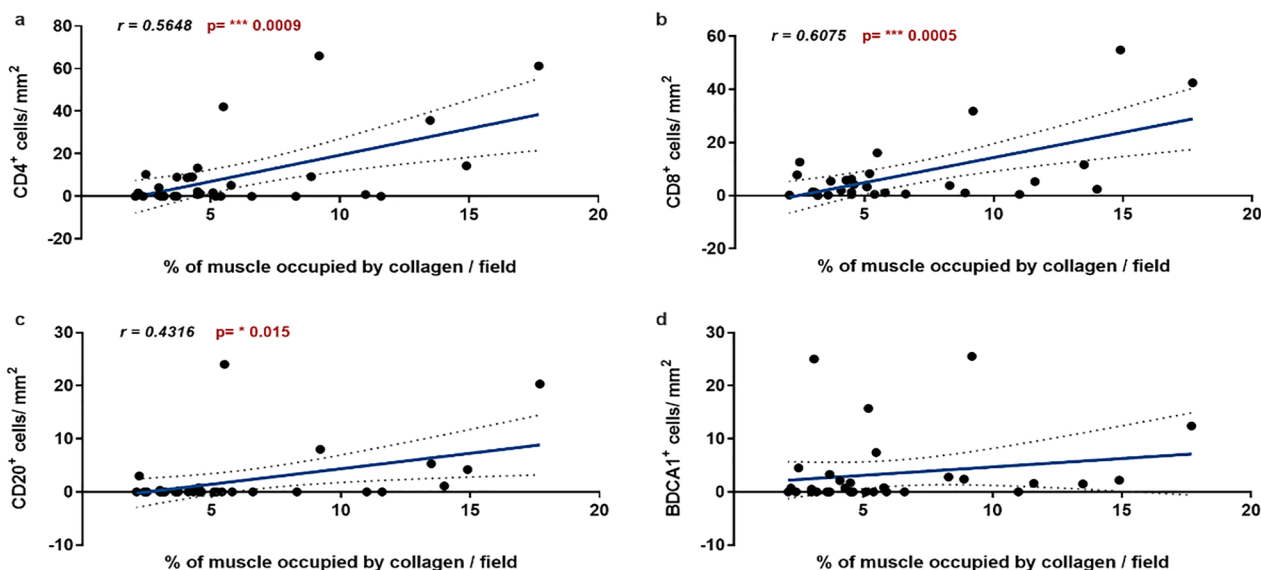 a
r = 0.5648 p= *** 0.0009
CD4+ cells/ mm2
80
60
40
20
0
-20
5
10
15
20
% of muscle occupied by collagen / field
b
r = 0.6075 p= *** 0.0005
CD8+ cells/ mm2
60
40
20
0
-20
5
10
15
20
% of muscle occupied by collagen / field
c
r = 0.4316 p= * 0.015
CD20+ cells/ mm2
30
20
10
0
-10
5
10
15
20
% of muscle occupied by collagen / field
d
BDCA1+ cells/ mm2
30
20
10
0
-10
5
10
15
20
% of muscle occupied by collagen / field